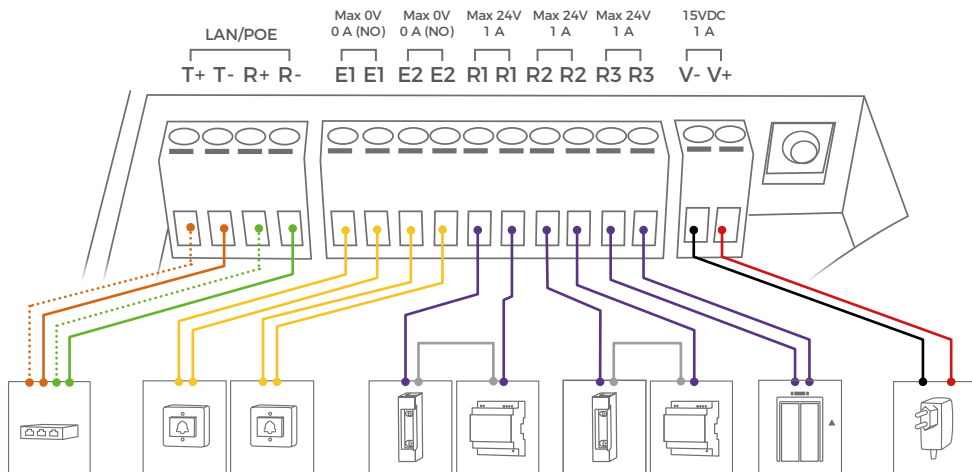 LAN/POE
Max 0V
0 A (NO)
Max 0V
0 A (NO)
Max 24V
1 A
Max 24V
1 A
Max 24V
1 A
15VDC
1 A
T+ T- R+ R- E1 E1 E2 E2 R1 R1 R2 R2 R3 R3 V- V+